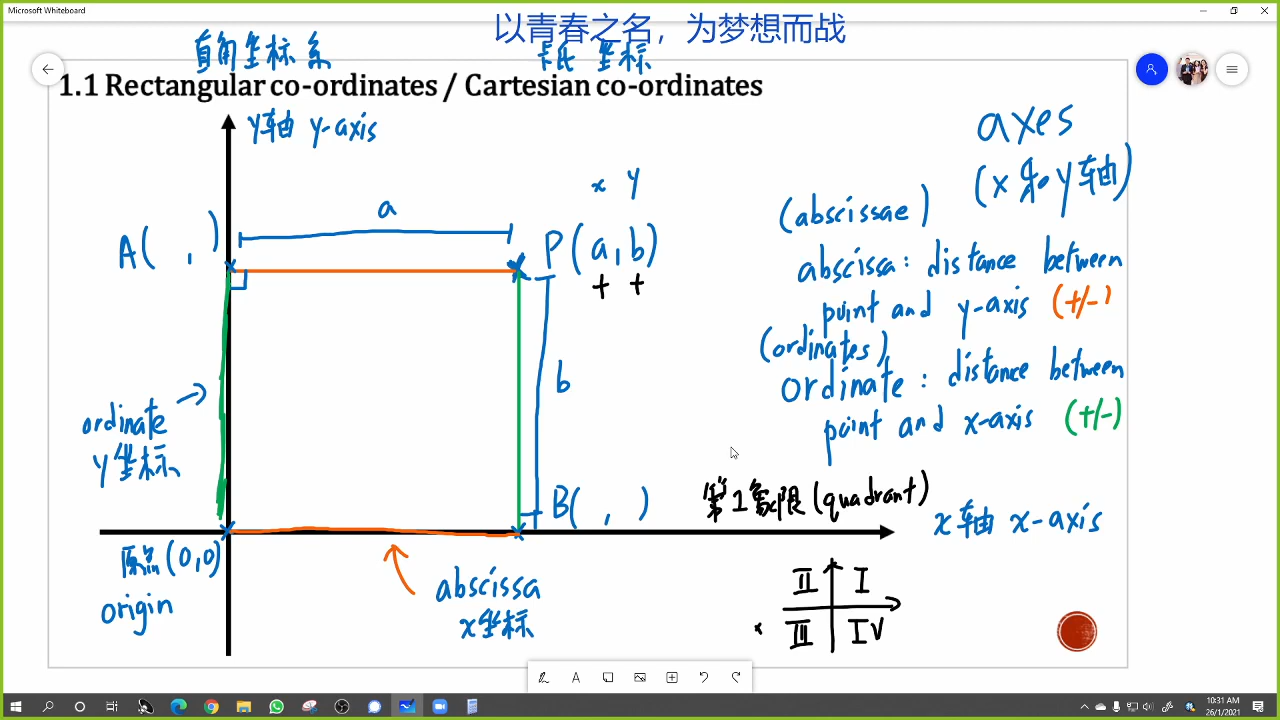 Microsoft Whiteboard
以青春之名，为梦想而战
直角坐标系
卡氏 坐标
1.1 Rectangular co-ordinates / Cartesian co-ordinates
y轴 y-axis
axes
(x 和 y轴)
x y
a
A( , )
P(a,b)
+ +
(abscissae)
abscissa: distance between
point and y-axis (+/-)
(ordinates)
ordinate: distance between
point and x-axis (+/-)
b
ordinate
y坐标
B( , )
第1象限(quadrant)
x轴 x-axis
原点(0,0)
origin
abscissa
x坐标
II I
III IV
10:31 AM
26/1/2021